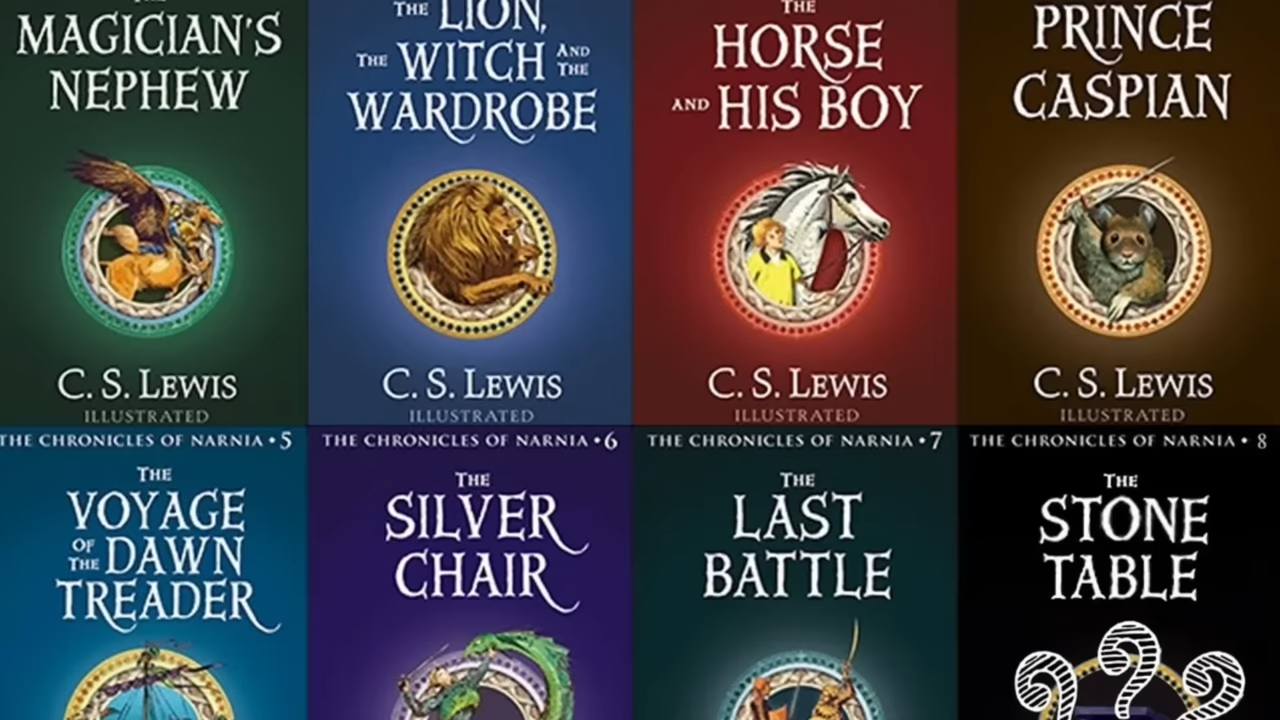 THE
MAGICIAN'S
NEPHEW
C. S. LEWIS
ILLUSTRATED
THE LION,
THE WITCH AND THE
WARDROBE
C. S. LEWIS
ILLUSTRATED
THE
HORSE
AND HIS BOY
C. S. LEWIS
ILLUSTRATED
PRINCE
CASPIAN
C. S. LEWIS
ILLUSTRATED
THE CHRONICLES OF NARNIA • 5
THE
VOYAGE
OF THE DAWN
TREADER
THE CHRONICLES OF NARNIA • 6
THE
SILVER
CHAIR
THE CHRONICLES OF NARNIA • 7
THE
LAST
BATTLE
THE CHRONICLES OF NARNIA • 8
THE
STONE
TABLE
???